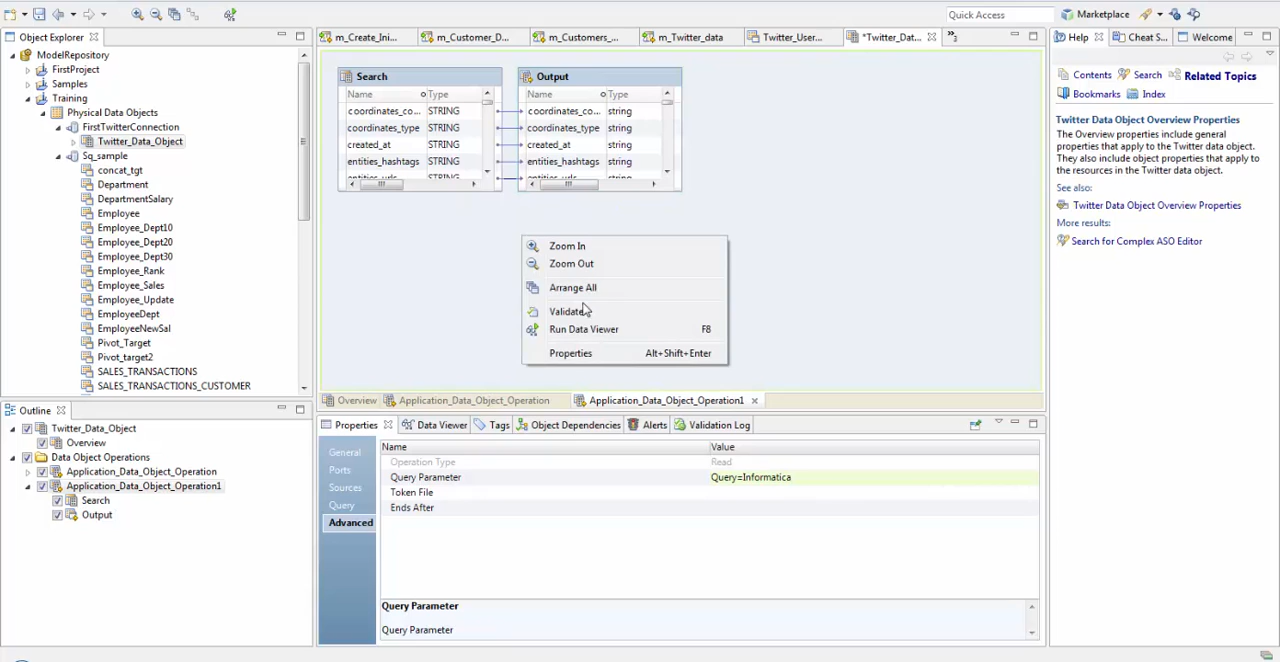 Quick Access
Marketplace
Object Explorer
ModelRepository
FirstProject
Samples
Training
Physical Data Objects
FirstTwitterConnection
Twitter_Data_Object
Sq_sample
concat_tgt
Department
DepartmentSalary
Employee
Employee_Dept10
Employee_Dept20
Employee_Dept30
Employee_Rank
Employee_Sales
Employee_Update
EmployeeDept
EmployeeNewSal
Pivot_Target
Pivot_target2
SALES_TRANSACTIONS
SALES_TRANSACTIONS_CUSTOMER
Outline
Twitter_Data_Object
Overview
Data Object Operations
Application_Data_Object_Operation
Application_Data_Object_Operation1
Search
Output
m_Create_Ini... m_Customer_D... m_Customers_... m_Twitter_data Twitter_User... *Twitter_Dat... 3
Search
Name Type
coordinates_co... STRING
coordinates_type STRING
created_at STRING
entities_hashtags STRING
entities_urls STRING
Output
Name Type
coordinates_co... string
coordinates_type string
created_at string
entities_hashtags string
entities_urls string
Zoom In
Zoom Out
Arrange All
Validate
Run Data Viewer F8
Properties Alt+Shift+Enter
Overview Application_Data_Object_Operation Application_Data_Object_Operation1
Properties Data Viewer Tags Object Dependencies Alerts Validation Log
General
Ports
Sources
Query
Advanced
Name Value
Operation Type Read
Query Parameter Query=Informatica
Token File
Ends After
Query Parameter
Query Parameter
Help Cheat S... Welcome
Contents Search Related Topics
Bookmarks Index
Twitter Data Object Overview Properties
The Overview properties include general
properties that apply to the Twitter data object.
They also include object properties that apply to
the resources in the Twitter data object.
See also:
Twitter Data Object Overview Properties
More results:
Search for Complex ASO Editor